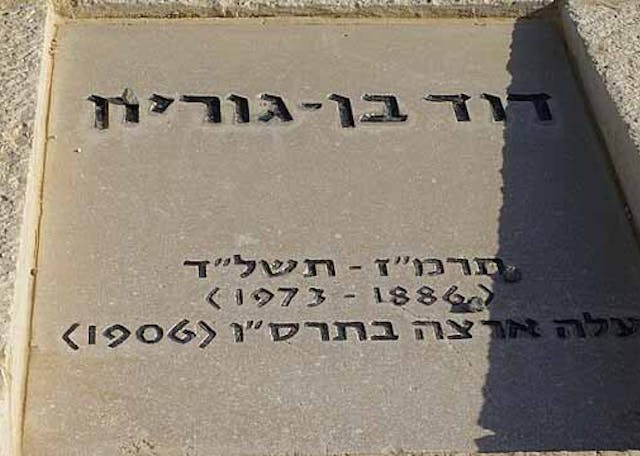 דוד בן-גוריון
תרמ"ז - תשל"ד
(1886 - 1973)
עלה ארצה בתרס"ו (1906)